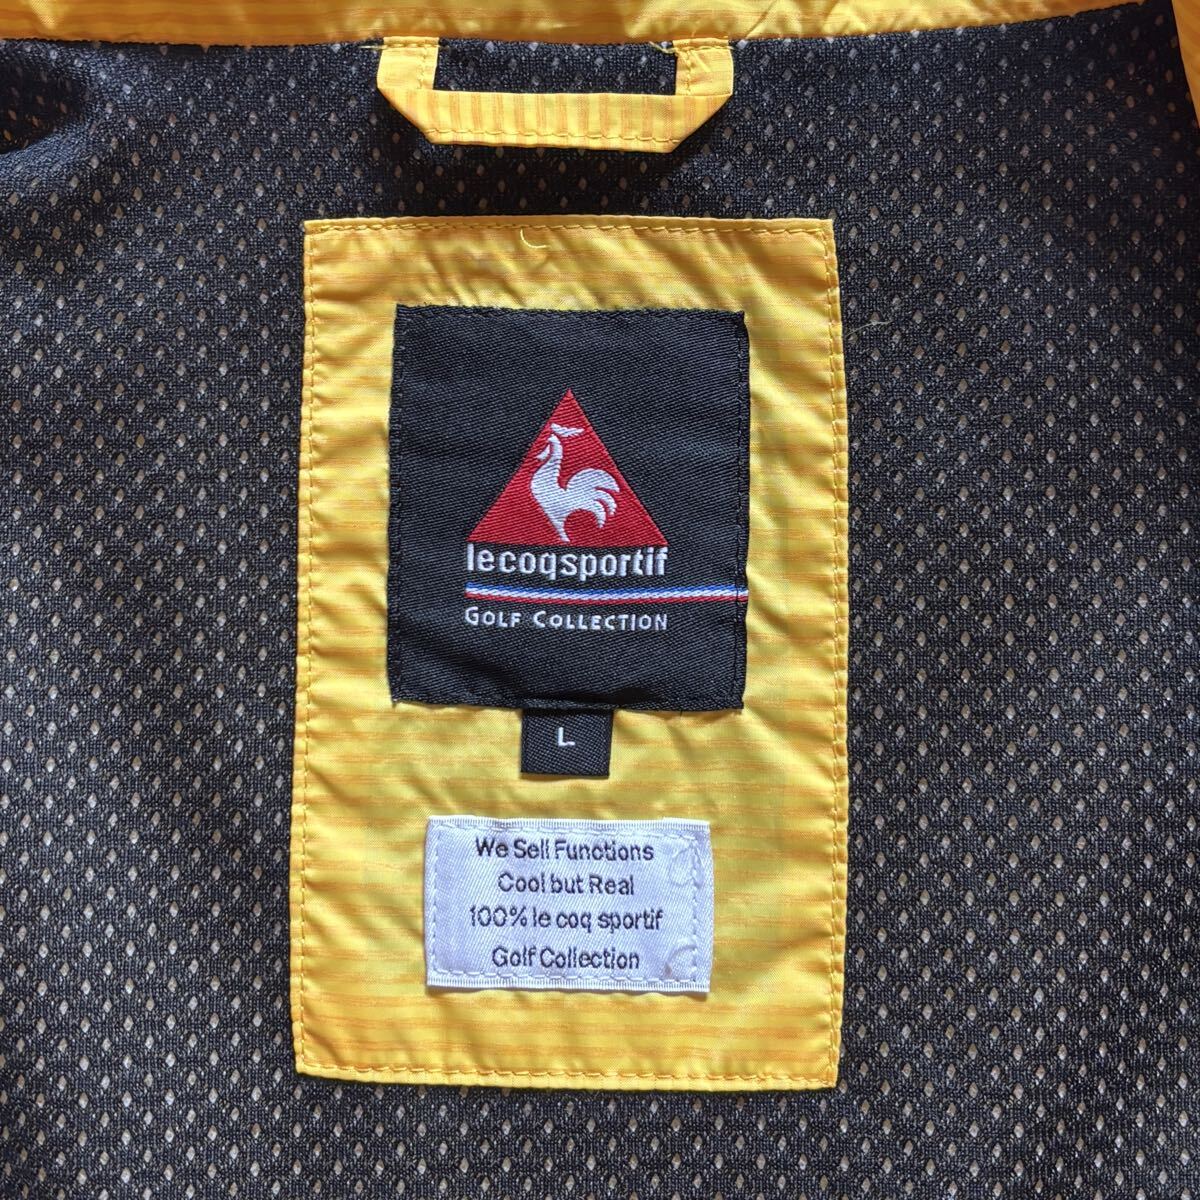 lecoqsportif
GOLF COLLECTION
L
We Sell Functions
Cool but Real
100% le coq sportif
Golf Collection